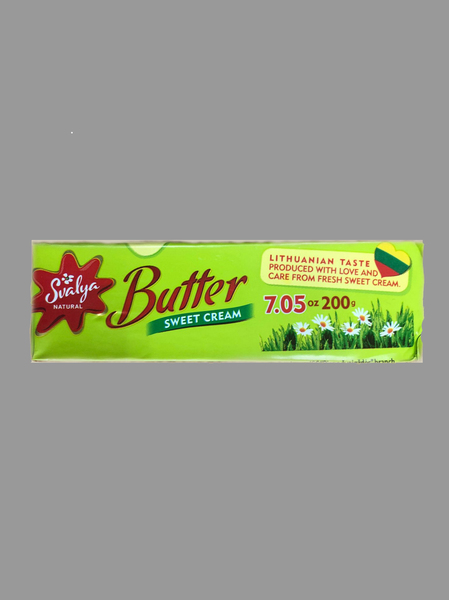 Svalya
NATURAL
Butter
SWEET CREAM
LITHUANIAN TASTE
PRODUCED WITH LOVE AND
CARE FROM FRESH SWEET CREAM.
7.05 oz 200g
branch